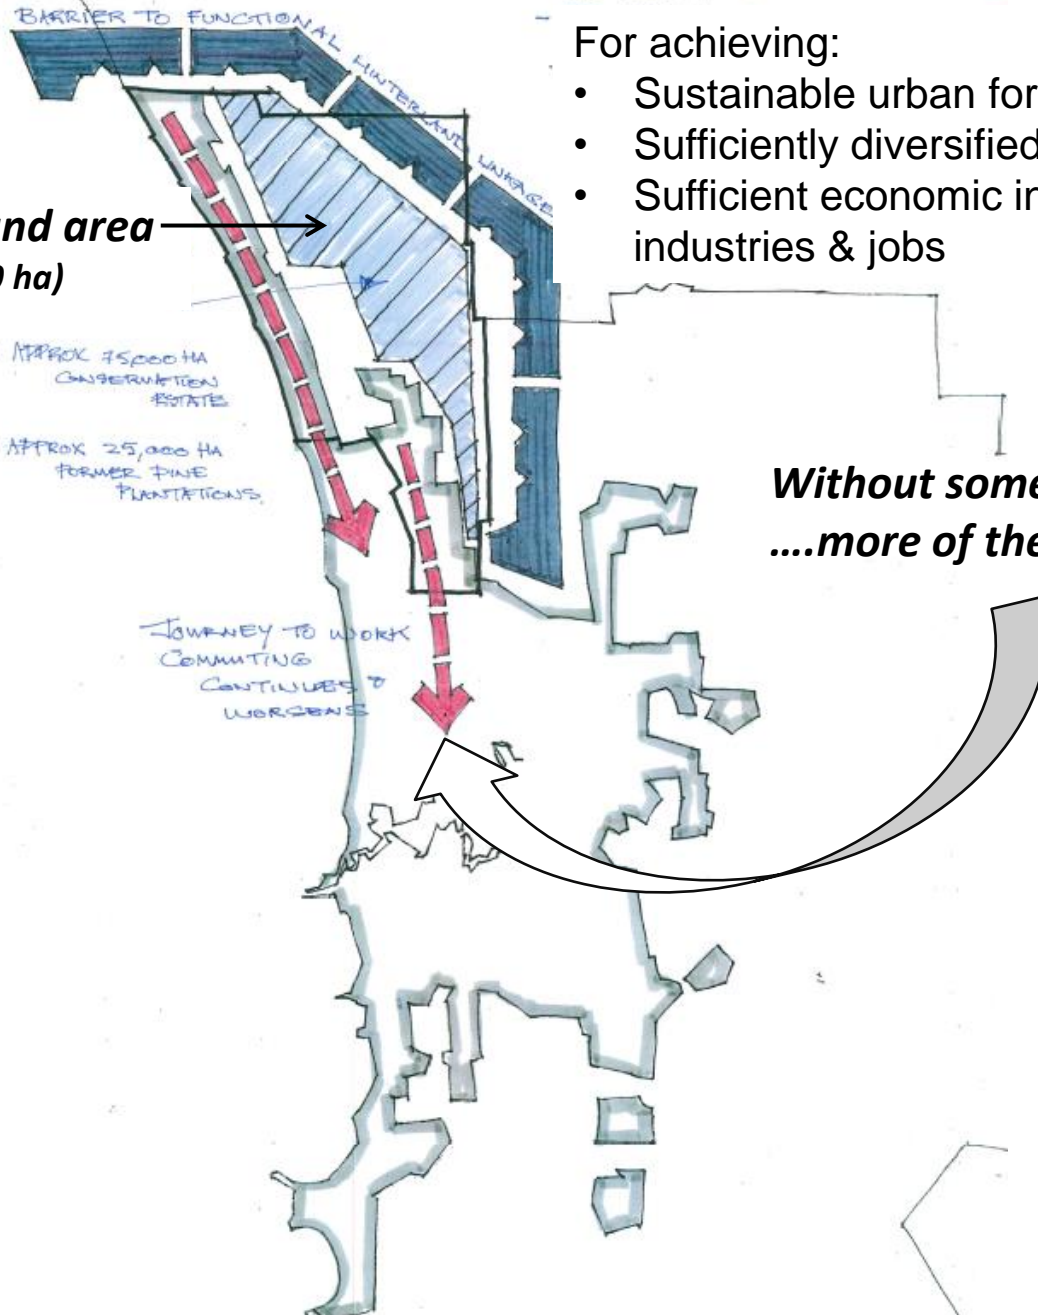 BARRIER TO FUNCTIONAL HINTERLAND LINKAGE
For achieving:
• Sustainable urban for
• Sufficiently diversified
• Sufficient economic in
industries & jobs
nd area
ha)
APPROX 75,000 HA
CONSERVATION
ESTATE
APPROX 25,000 HA
FORMER PINE
PLANTATIONS
Without some
....more of the
JOURNEY TO WORK
COMMUTING
CONTINUES &
WORSENS